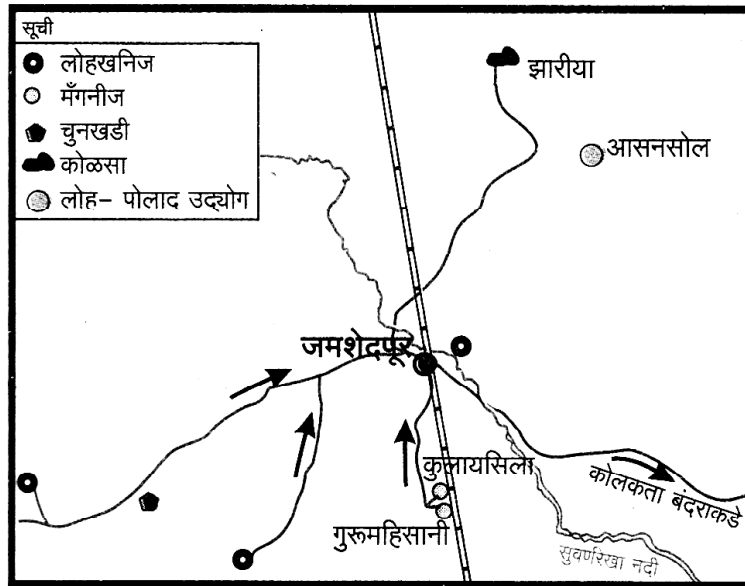 सूची
लोहखनिज
मँगनीज
चुनखडी
कोळसा
लोह- पोलाद उद्योग
झारीया
आसनसोल
जमशेदपूर
कुलायसिला
गुरूमहिसानी
कोलकता बंदराकडे
सुवर्णरेखा नदी